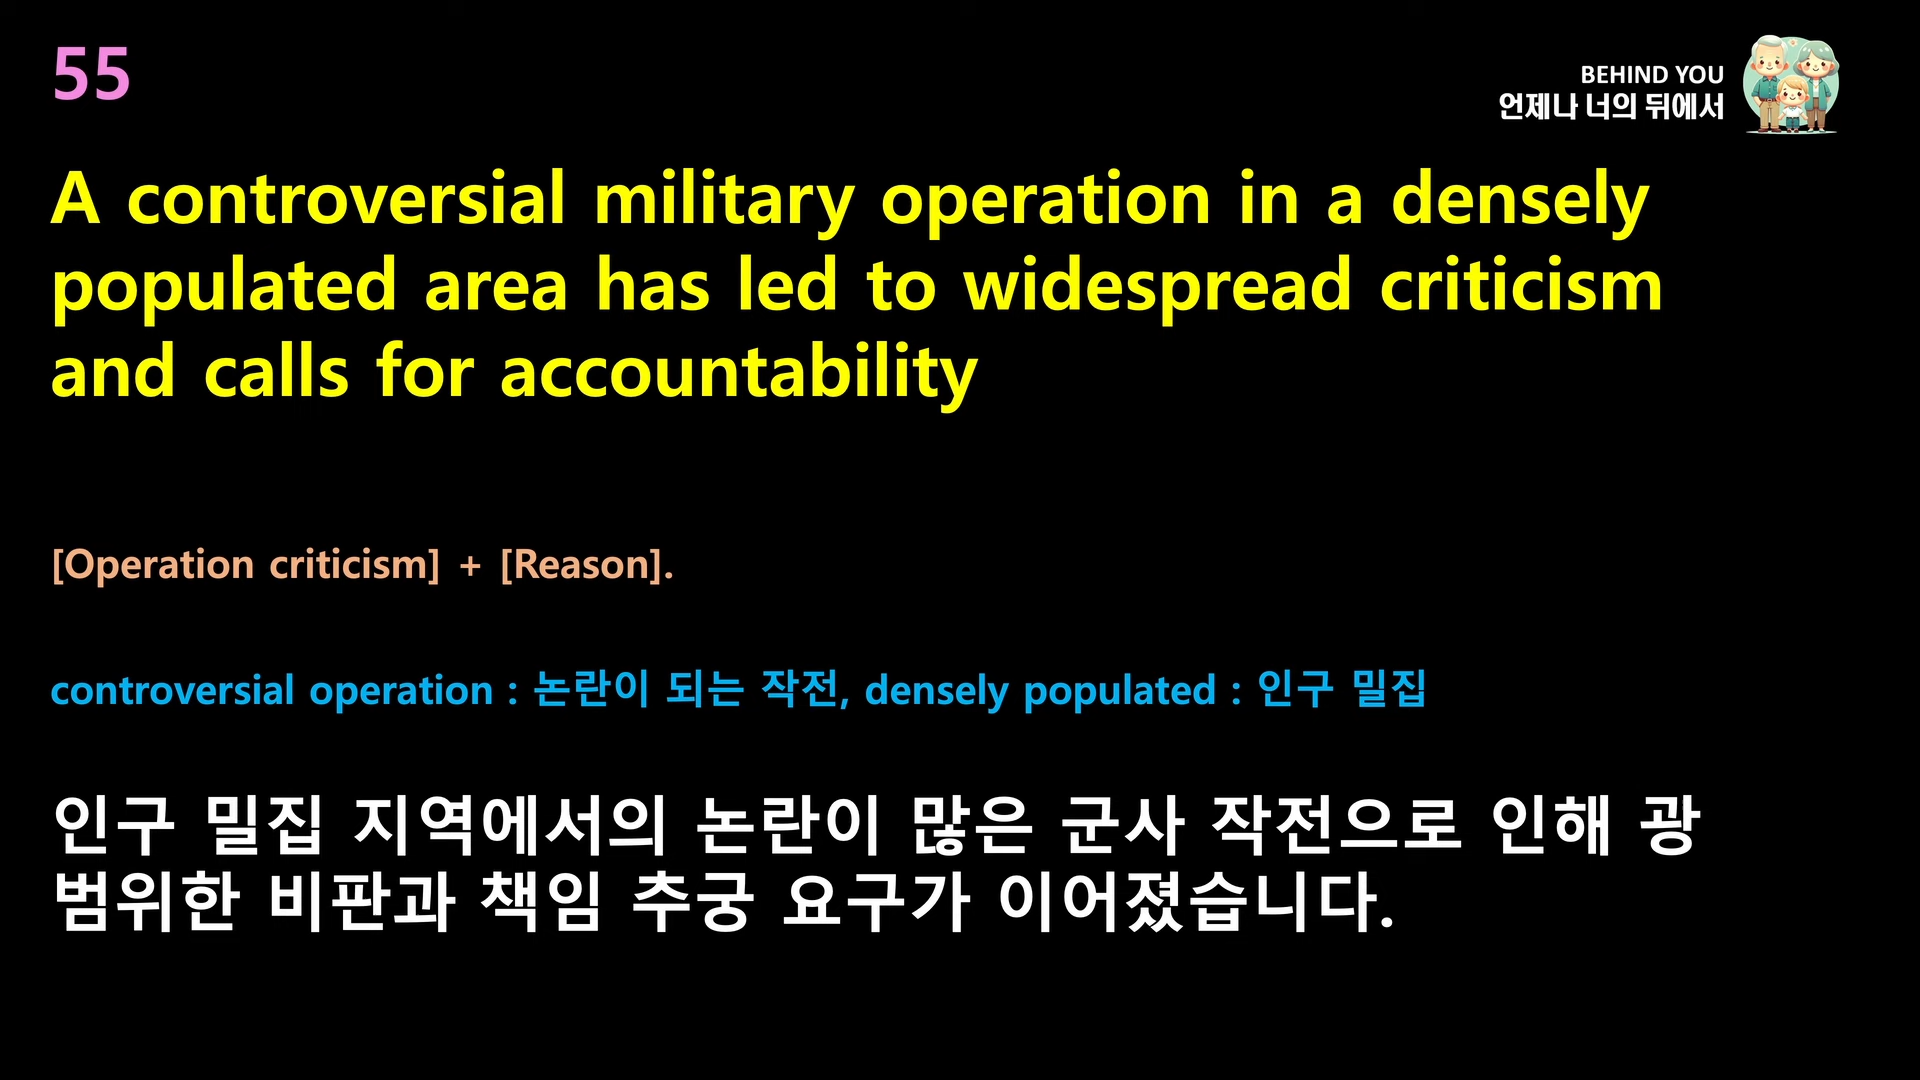 55
BEHIND YOU
언제나 너의 뒤에서
A controversial military operation in a densely
populated area has led to widespread criticism
and calls for accountability
[Operation criticism] + [Reason].
controversial operation : 논란이 되는 작전, densely populated : 인구 밀집
인구 밀집 지역에서의 논란이 많은 군사 작전으로 인해 광
범위한 비판과 책임 추궁 요구가 이어졌습니다.